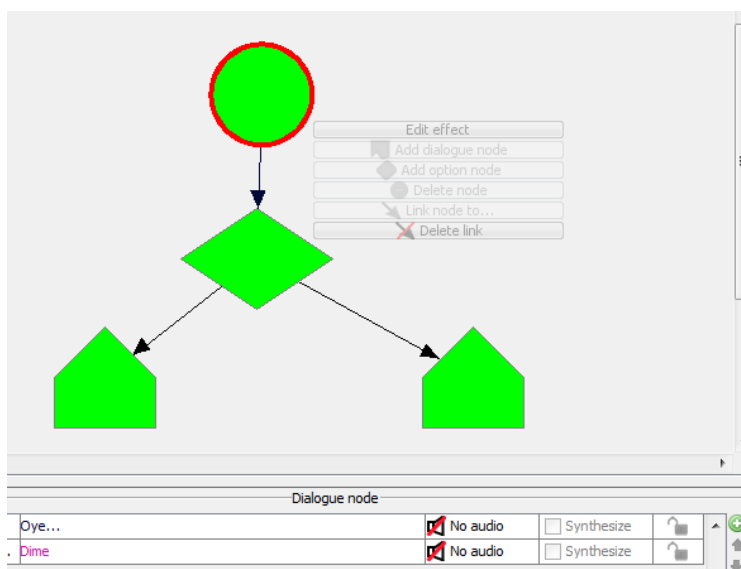 Edit effect
Add dialogue node
Add option node
Delete node
Link node to...
Delete link
Dialogue node
Oye... No audio Synthesize
. Dime No audio Synthesize